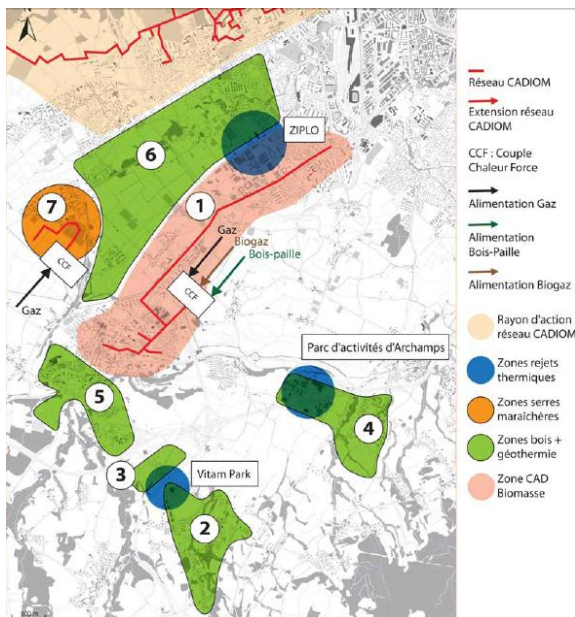 ZIPLO
6
1
7
CCF
Gaz
Gaz
Biogaz
Bois-paille
CCF
Parc d'activités d'Archamps
5
4
3
Vitam Park
2
Réseau CADIOM
Extension réseau
CADIOM
CCF : Couple
Chaleur Force
Alimentation Gaz
Alimentation
Bois-Paille
Alimentation Biogaz
Rayon d'action
réseau CADIOM
Zones rejets
thermiques
Zones serres
maraîchères
Zones bois +
géothermie
Zone CAD
Biomasse